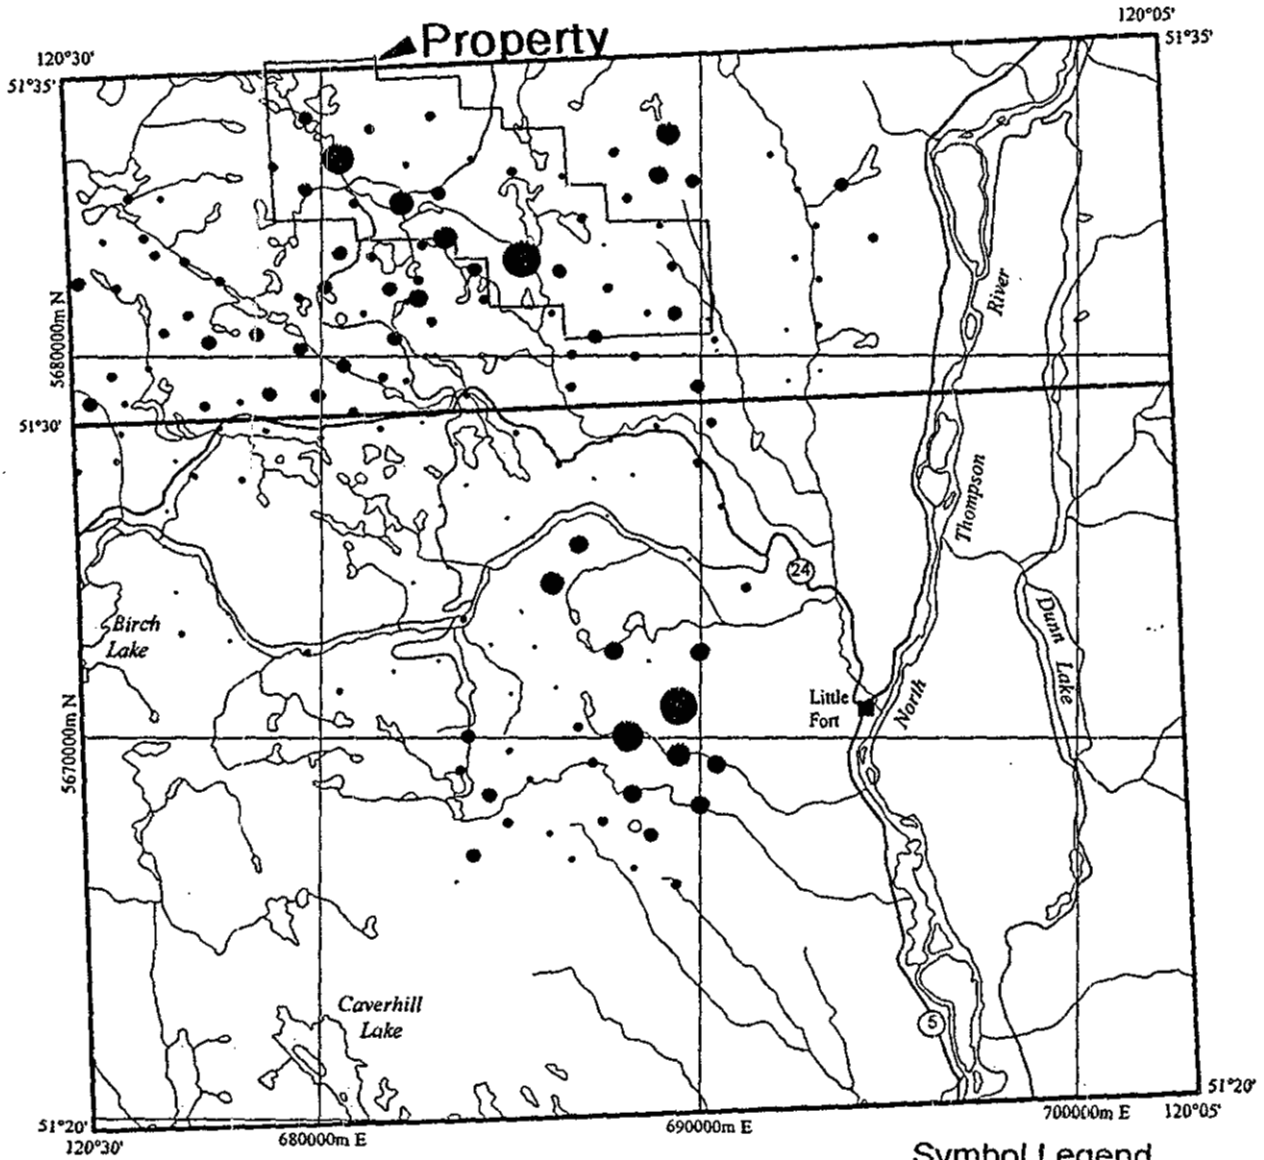 Property
120°05'
51°35'
120°30'
51°35'
River
5680000m N
51°30'
Thompson
24
Birch
Lake
Dunn
Lake
Little
Fort
North
5670000m N
Caverhill
Lake
5
51°20'
120°30'
680000m E
690000m E
700000m E
120°05'
51°20'
Symbol Legend